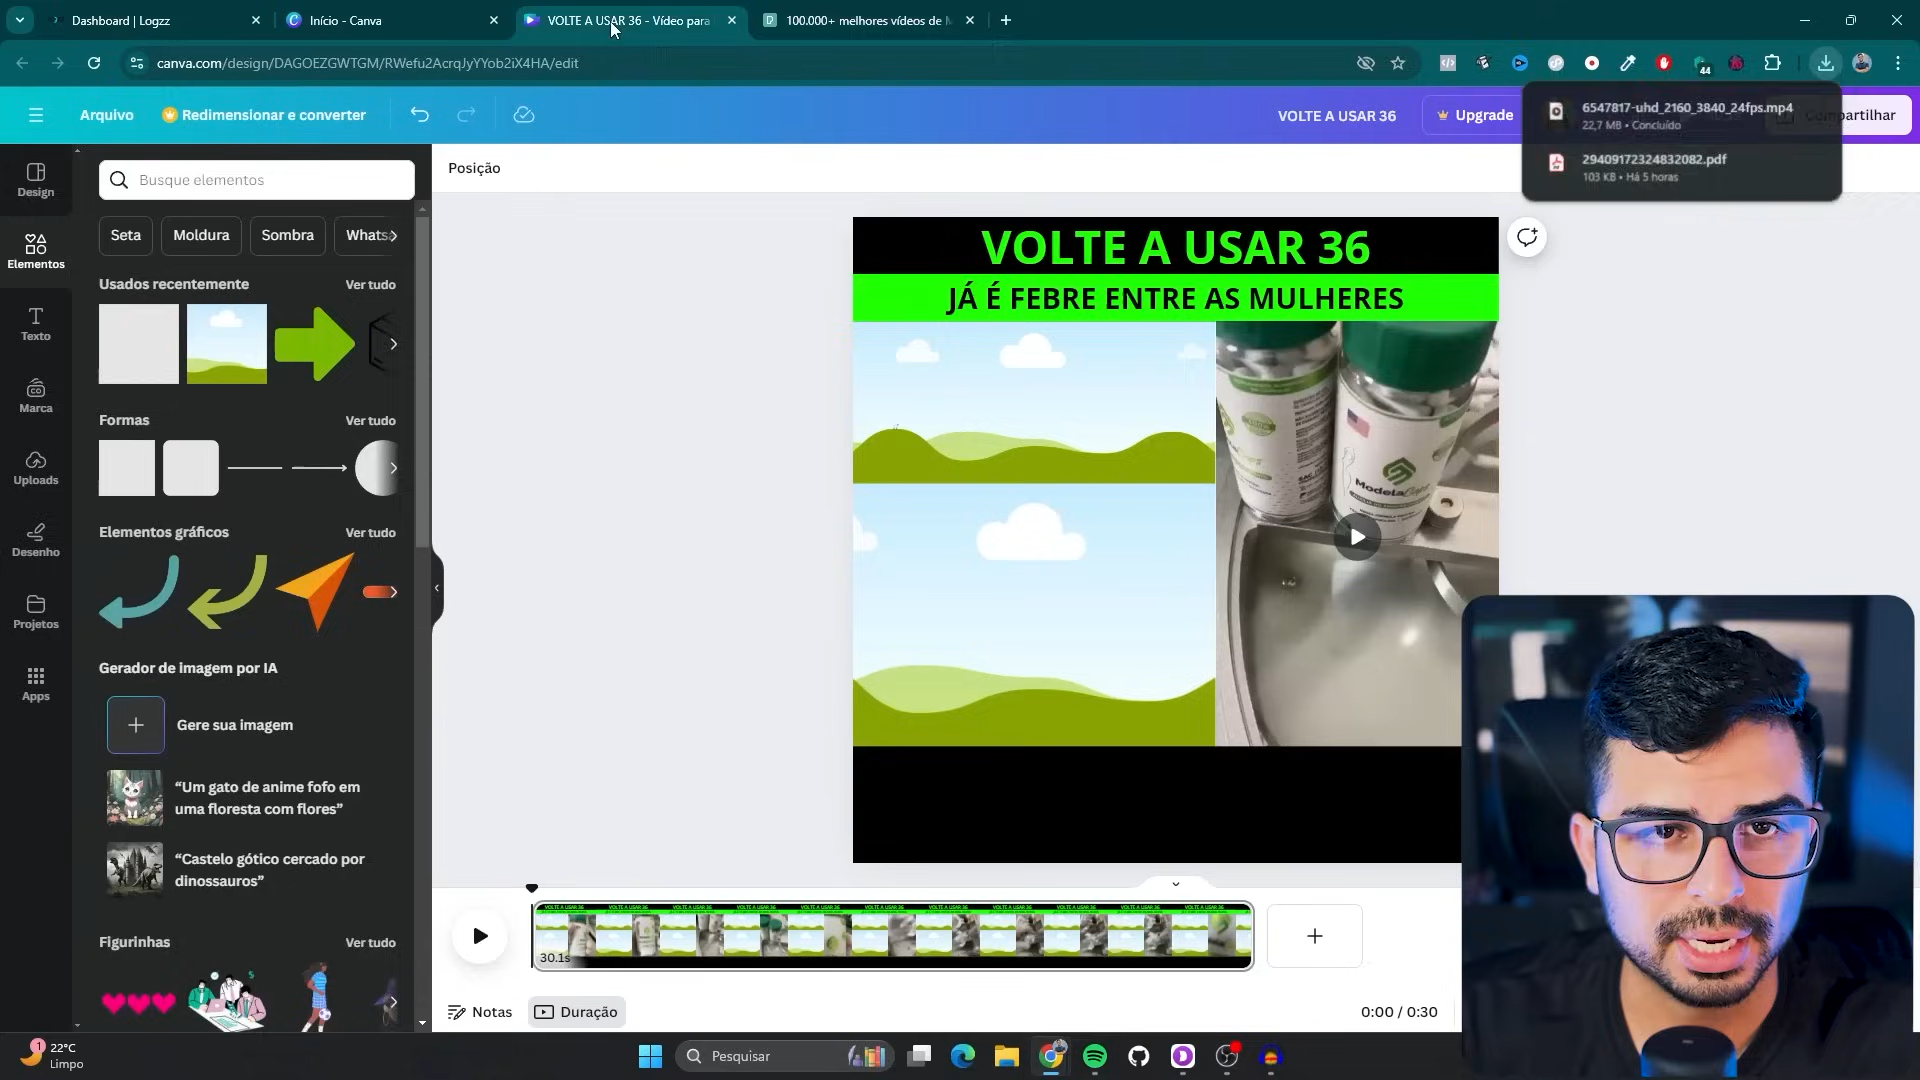 Dashboard | Logzz
Início - Canva
VOLTE A USAR 36 - Vídeo para
100.000+ melhores vídeos de
canva.com/design/DAGOEZGWTGM/RWefu2AcrqJyYYob2iX4HA/edit
44
Arquivo
Redimensionar e converter
VOLTE A USAR 36
Upgrade
Compartilhar
6547817-uhd_2160_3840_24fps.mp4
22,7 MB • Concluído
29409172324832082.pdf
103 KB • Há 5 horas
Design
Elementos
Texto
Marca
Uploads
Desenho
Projetos
Apps
Busque elementos
Seta
Moldura
Sombra
Whats
Usados recentemente
Ver tudo
Formas
Ver tudo
Elementos gráficos
Ver tudo
Gerador de imagem por IA
Gere sua imagem
“Um gato de anime fofo em
uma floresta com flores”
“Castelo gótico cercado por
dinossauros”
Figurinhas
Ver tudo
Posição
VOLTE A USAR 36
JÁ É FEBRE ENTRE AS MULHERES
ModelaCaps
30.1s
Notas
Duração
0:00 / 0:30
1
22°C
Limpo
Pesquisar